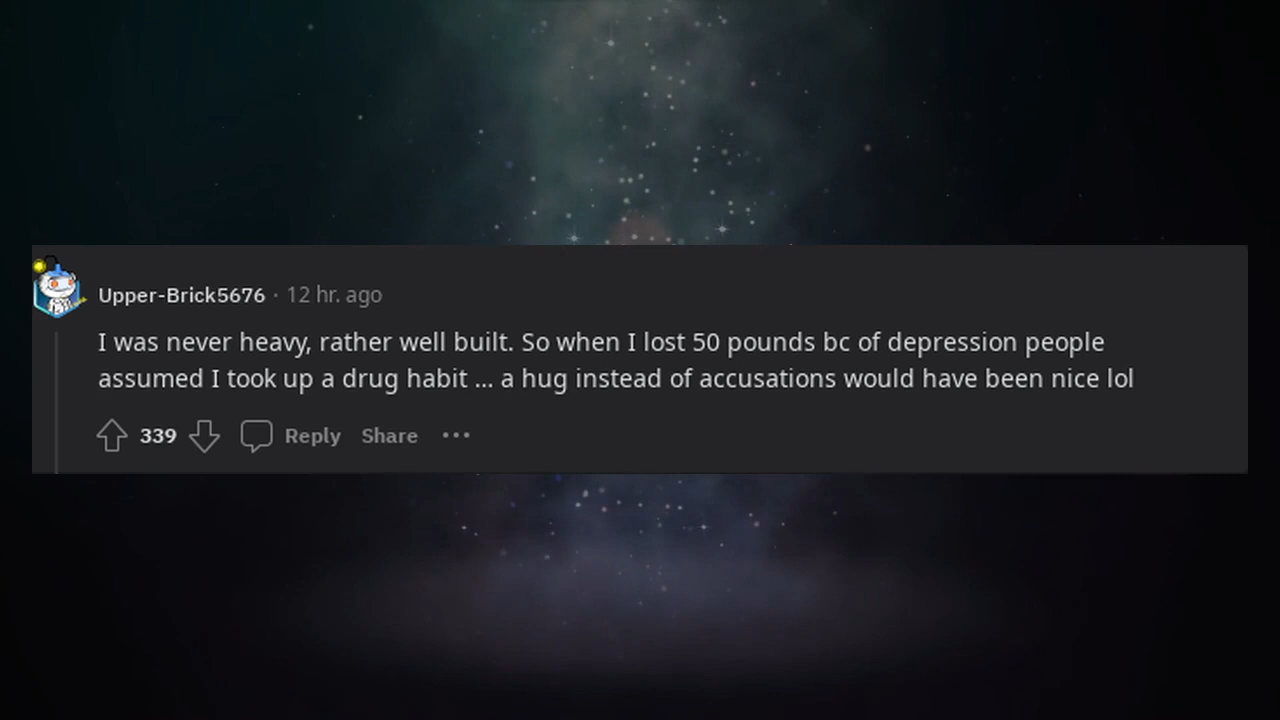 Upper-Brick5676 · 12 hr. ago
I was never heavy, rather well built. So when I lost 50 pounds bc of depression people
assumed I took up a drug habit ... a hug instead of accusations would have been nice lol
339 Reply Share ···